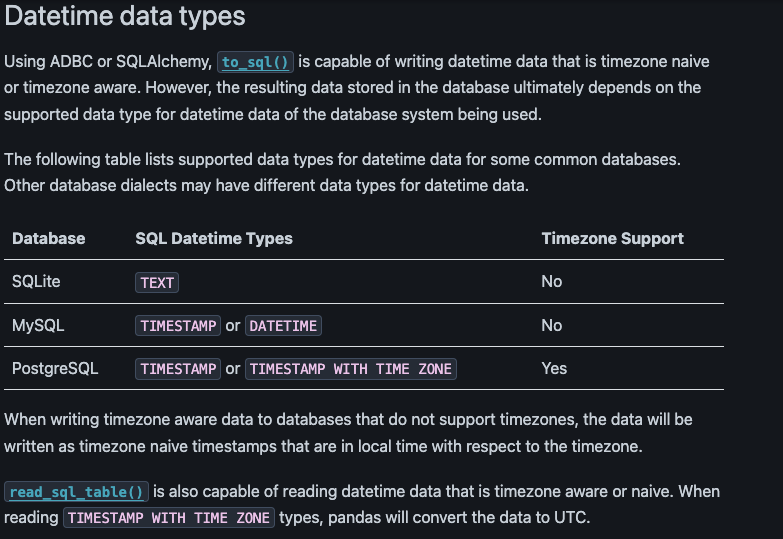 Datetime data types
Using ADBC or SQLAlchemy, to_sql() is capable of writing datetime data that is timezone naive
or timezone aware. However, the resulting data stored in the database ultimately depends on the
supported data type for datetime data of the database system being used.
The following table lists supported data types for datetime data for some common databases.
Other database dialects may have different data types for datetime data.
Database SQL Datetime Types Timezone Support
SQLite TEXT No
MySQL TIMESTAMP or DATETIME No
PostgreSQL TIMESTAMP or TIMESTAMP WITH TIME ZONE Yes
When writing timezone aware data to databases that do not support timezones, the data will be
written as timezone naive timestamps that are in local time with respect to the timezone.
read_sql_table() is also capable of reading datetime data that is timezone aware or naive. When
reading TIMESTAMP WITH TIME ZONE types, pandas will convert the data to UTC.